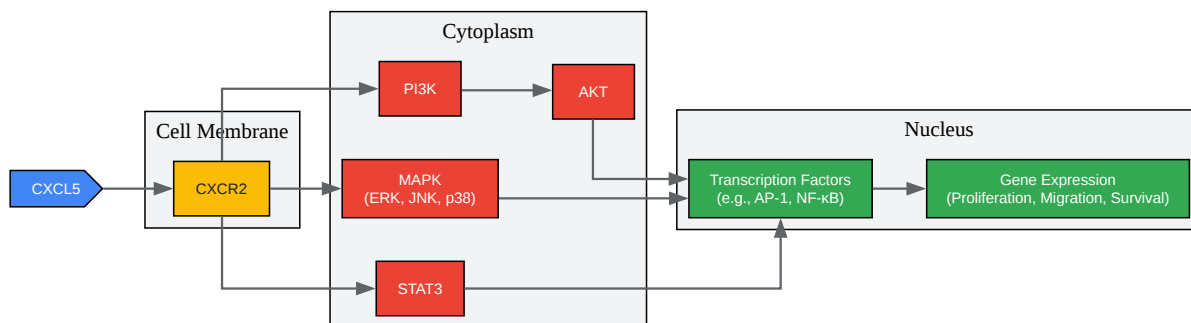 Cytoplasm
PI3K
AKT
Cell Membrane
Nucleus
CXCL5
CXCR2
MAPK
(ERK, JNK, p38)
Transcription Factors
(e.g., AP-1, NF-κB)
Gene Expression
(Proliferation, Migration, Survival)
STAT3